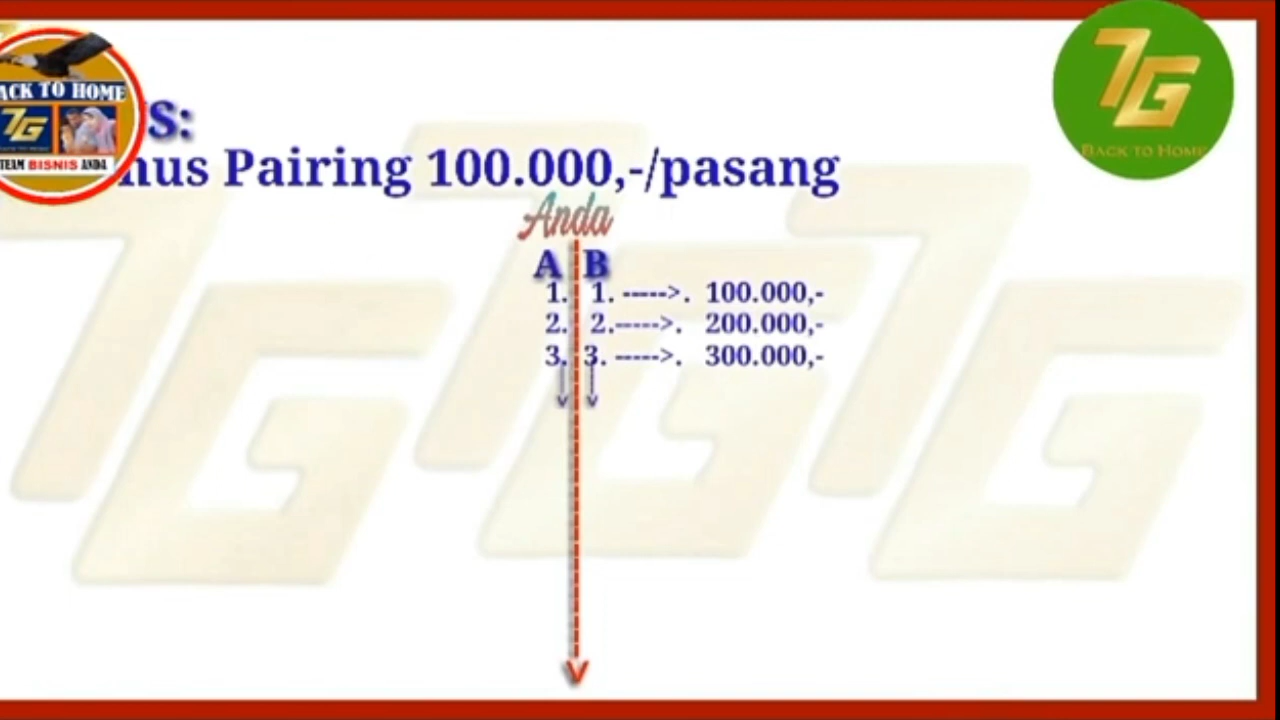 BACK TO HOME
7G
TEAM BISNIS ANDA
7G
BACK TO HOME
S:
nus Pairing 100.000,-/pasang
Anda
A B
1. 1. ----->. 100.000,-
2. 2.----->. 200.000,-
3. 3. ----->. 300.000,-